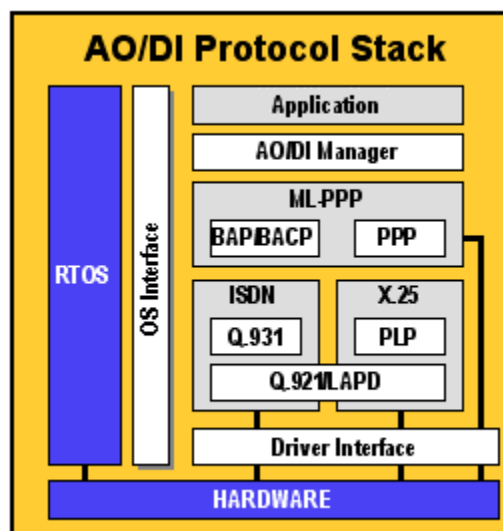 AO/DI Protocol Stack
Application
AO/DI Manager
ML-PPP
BAP/BACP PPP
RTOS
OS Interface
ISDN X.25
Q.931 PLP
Q.921/LAPD
Driver Interface
HARDWARE